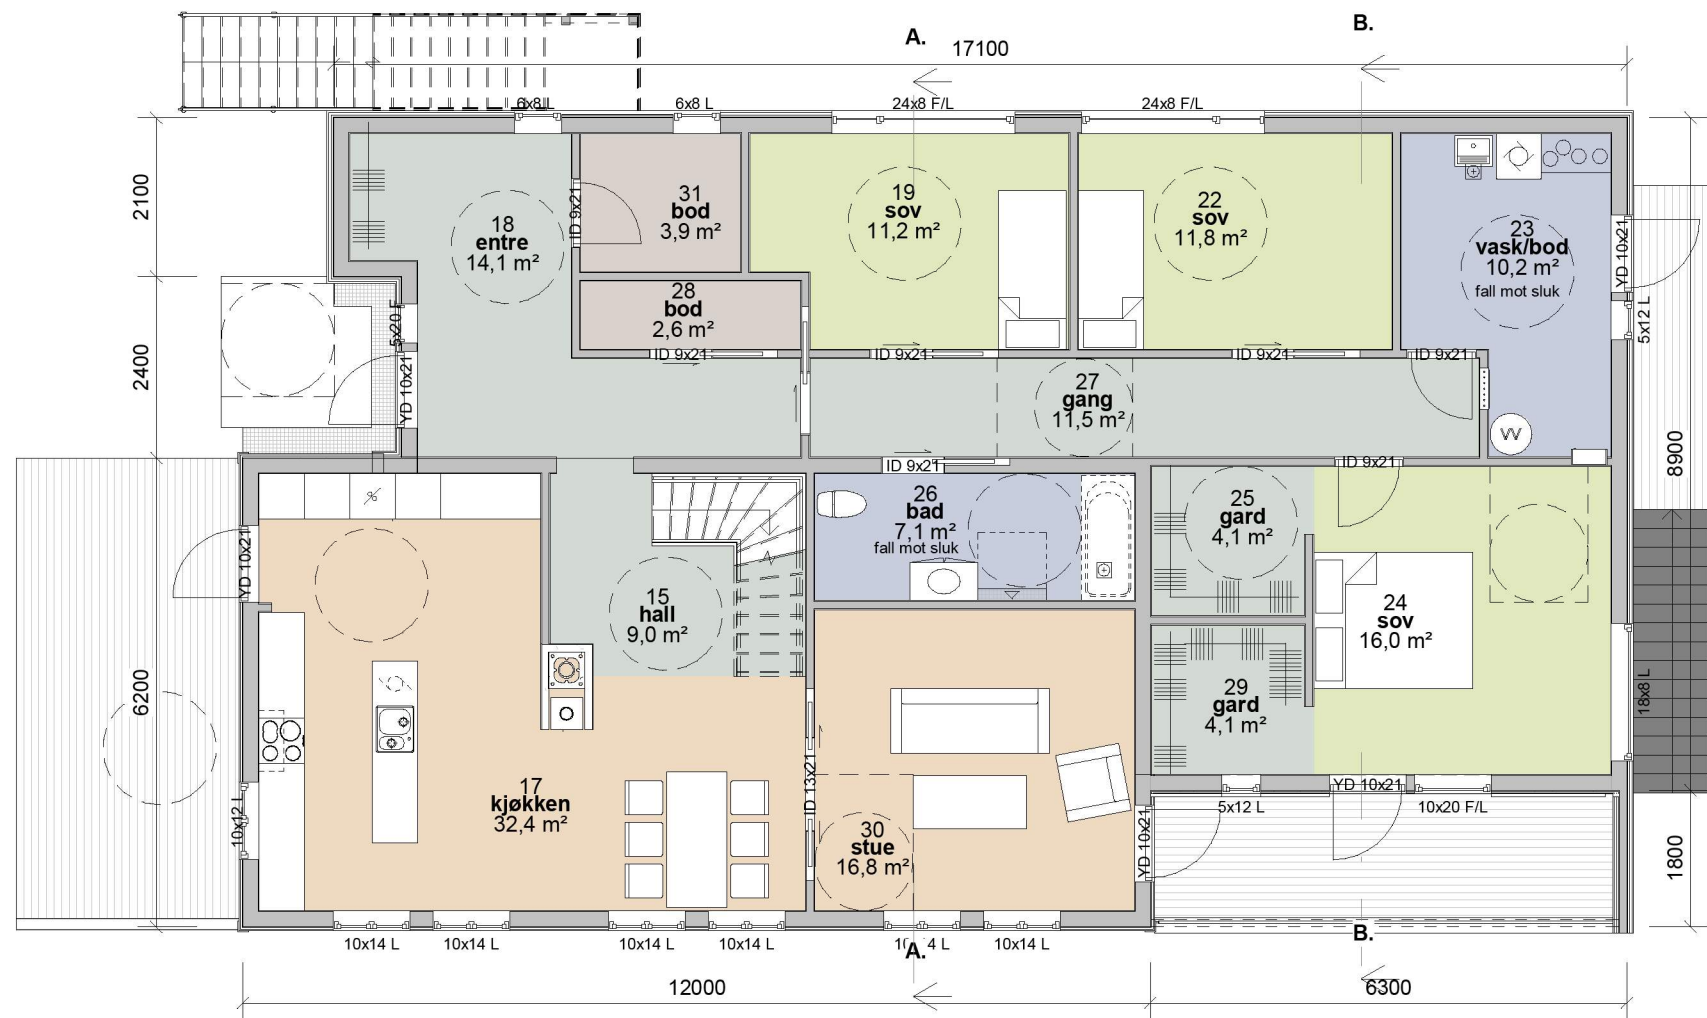 A.
B.
17100
6x8 L
6x8 L
24x8 F/L
24x8 F/L
2100
18
entre
14,1 m²
ID 9x21
31
bod
3,9 m²
19
sov
11,2 m²
22
sov
11,8 m²
23
vask/bod
10,2 m²
fall mot sluk
YD 10x21
5x12 L
28
bod
2,6 m²
ID 9x21
ID 9x21
ID 9x21
ID 9x21
2400
5x20 F
YD 10x21
27
gang
11,5 m²
VV
8900
ID 9x21
ID 9x21
26
bad
7,1 m²
fall mot sluk
25
gard
4,1 m²
YD 10x21
15
hall
9,0 m²
24
sov
16,0 m²
6200
29
gard
4,1 m²
18x8 L
17
kjøkken
32,4 m²
10x12 L
ID 13x21
30
stue
16,8 m²
YD 10x21
YD 10x21
5x12 L
10x20 F/L
1800
10x14 L
10x14 L
10x14 L
10x14 L
10x14 L
A.
B.
12000
6300